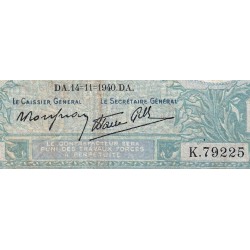 DA.14=11=1940.DA.
LE CAISSIER GÉNÉRAL LE SECRÉTAIRE GÉNÉRAL
LE CONTREFACTEUR SERA
PUNI DES TRAVAUX FORCÉS
À PERPÉTUITÉ
K.79225